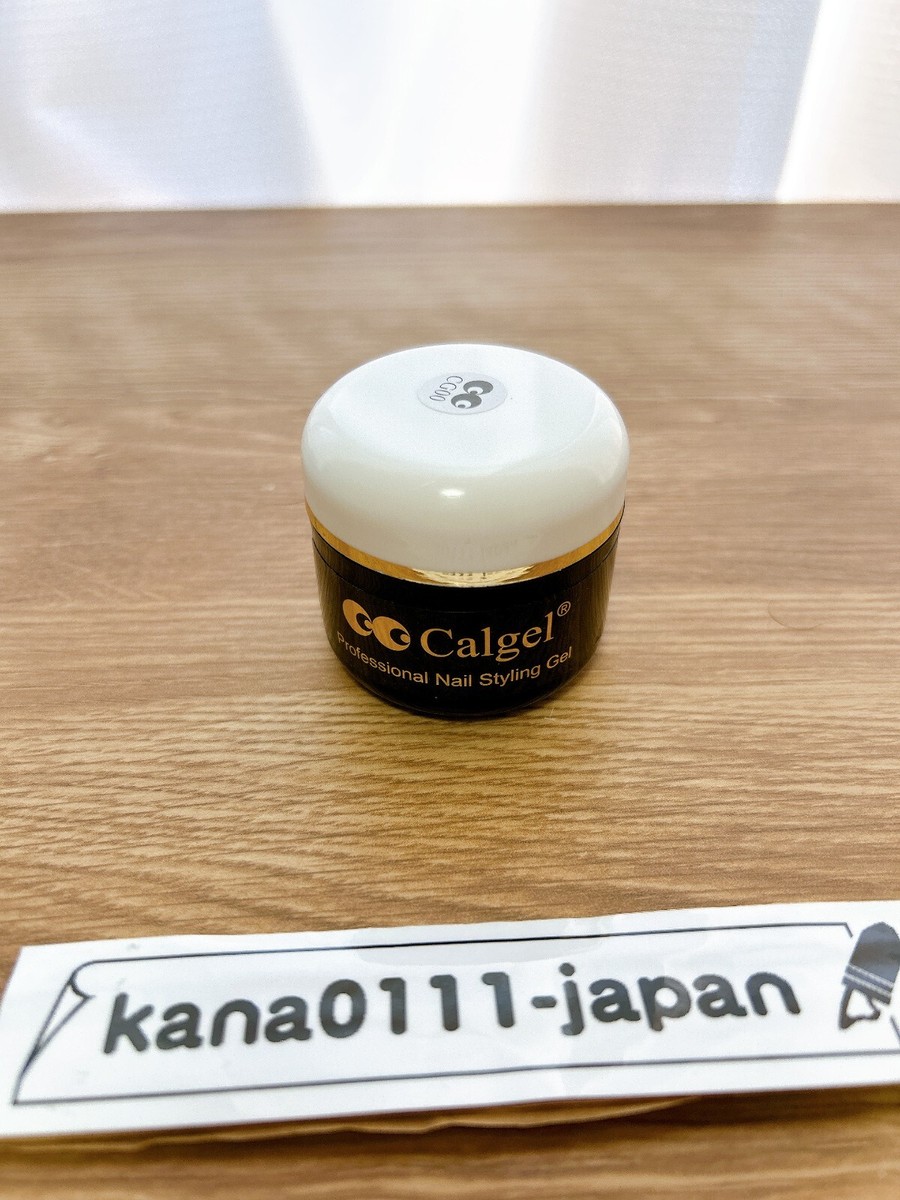 CG00
Calgel®
Professional Nail Styling Gel
kana0111-japan